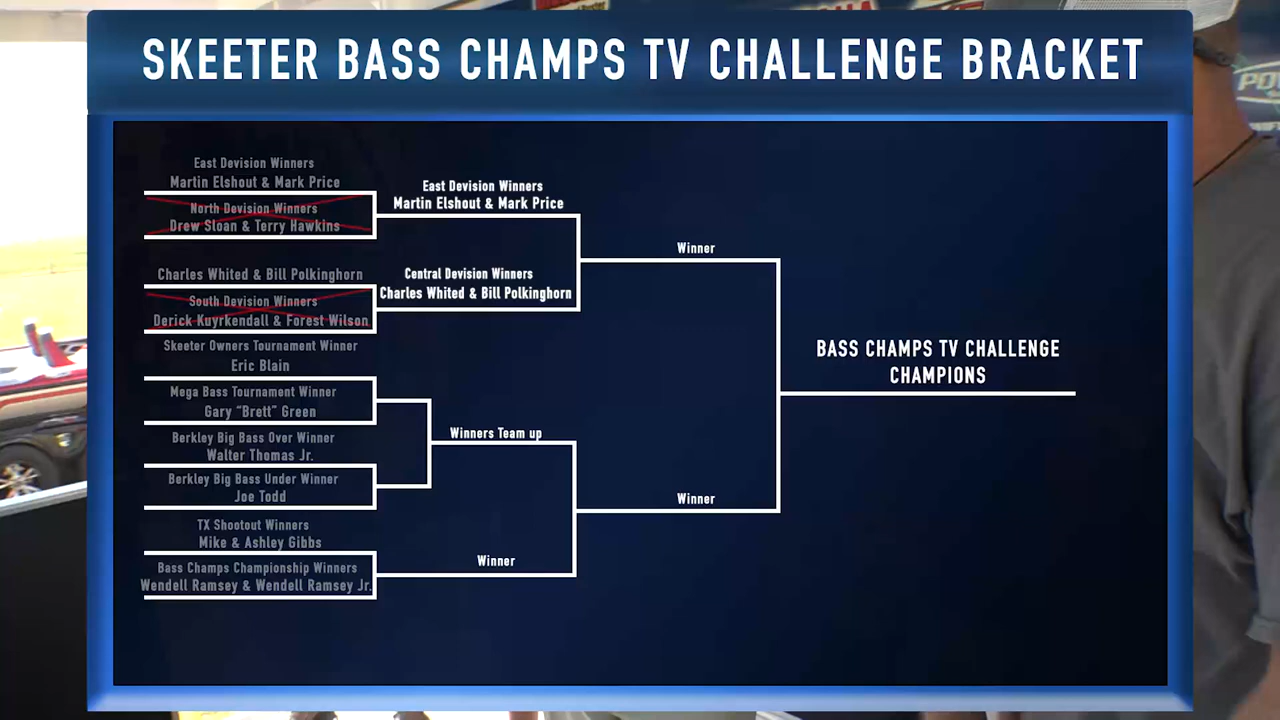 SKEETER BASS CHAMPS TV CHALLENGE BRACKET
East Devision Winners
Martin Elshout & Mark Price
North Devision Winners
Drew Sloan & Terry Hawkins
Charles Whited & Bill Polkinghorn
South Devision Winners
Derick Kuyrkendall & Forest Wilson
Skeeter Owners Tournament Winner
Eric Blain
Mega Bass Tournament Winner
Gary "Brett" Green
Berkley Big Bass Over Winner
Walter Thomas Jr.
Berkley Big Bass Under Winner
Joe Todd
TX Shootout Winners
Mike & Ashley Gibbs
Bass Champs Championship Winners
Wendell Ramsey & Wendell Ramsey Jr.
East Devision Winners
Martin Elshout & Mark Price
Central Devision Winners
Charles Whited & Bill Polkinghorn
Winners Team up
Winner
Winner
Winner
BASS CHAMPS TV CHALLENGE
CHAMPIONS